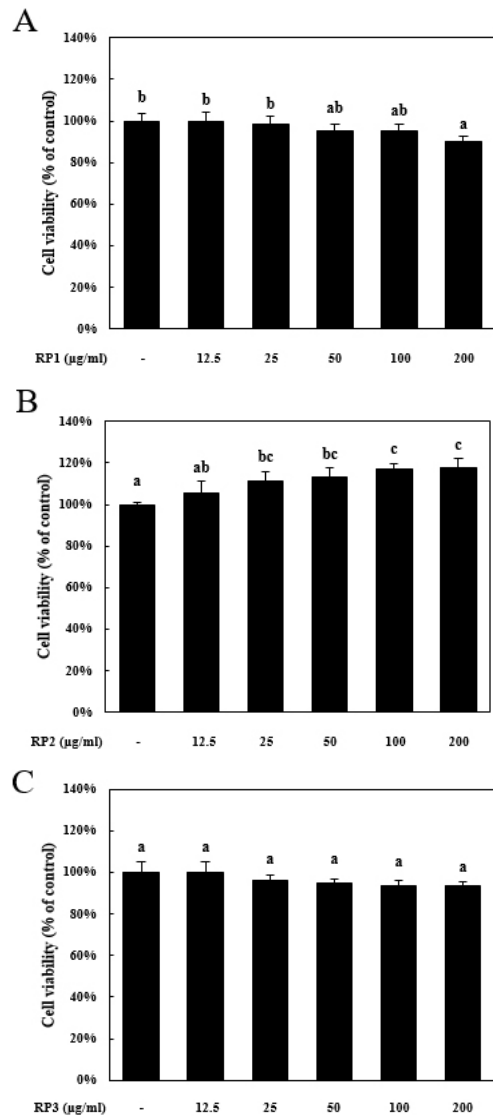 A
140%
b b b ab ab a
120%
100%
80%
60%
40%
20%
0%
Cell viability (% of control)
RP1 (μg/ml) - 12.5 25 50 100 200
B
140%
a ab bc bc c c
120%
100%
80%
60%
40%
20%
0%
Cell viability (% of control)
RP2 (μg/ml) - 12.5 25 50 100 200
C
140%
120%
a a a a a a
100%
80%
60%
40%
20%
0%
Cell viability (% of control)
RP3 (μg/ml) - 12.5 25 50 100 200